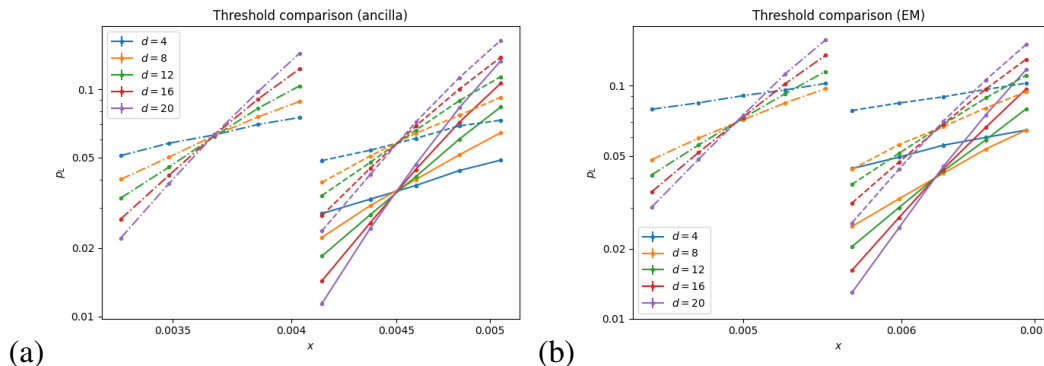 Threshold comparison (ancilla)
d = 4
d = 8
d = 12
d = 16
d = 20
0.1
0.05
0.02
0.01
p_L
0.0035
0.004
0.0045
0.005
x
(a)
Threshold comparison (EM)
0.1
0.05
0.02
0.01
p_L
d = 4
d = 8
d = 12
d = 16
d = 20
0.005
0.006
0.007
x
(b)